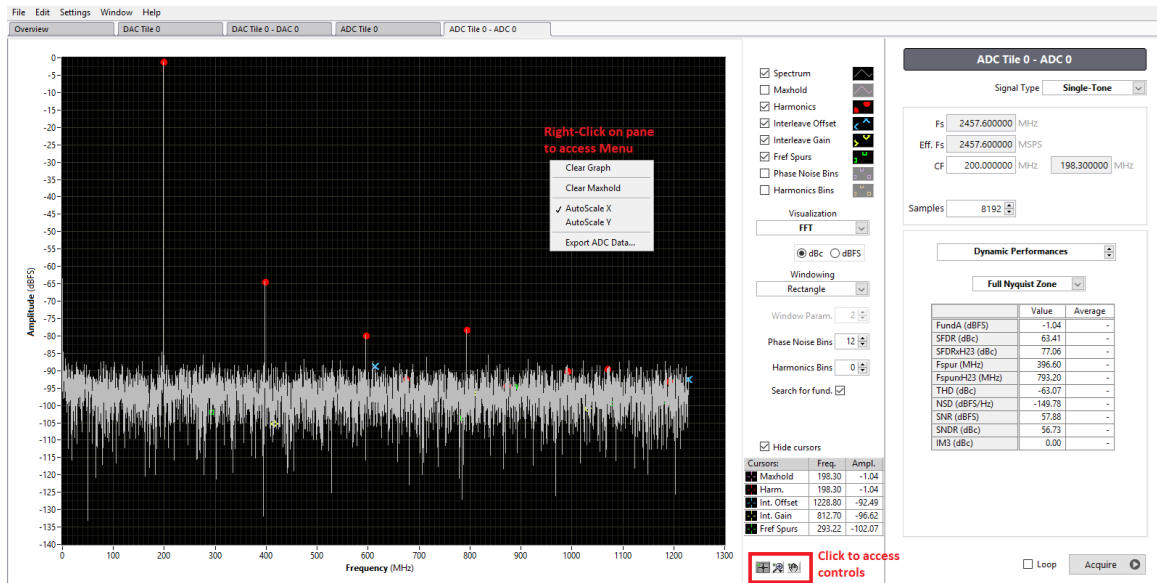 File Edit Settings Window Help
Overview DAC Tile 0 DAC Tile 0 - DAC 0 ADC Tile 0 ADC Tile 0 - ADC 0
0
-5
-10
-15
-20
-25
-30
-35
-40
-45
-50
-55
-60
-65
-70
-75
-80
-85
-90
-95
-100
-105
-110
-115
-120
-125
-130
-135
-140
Amplitude (dBFS)
0 100 200 300 400 500 600 700 800 900 1000 1100 1200 1300
Frequency (MHz)
Right-Click on pane
to access Menu
Clear Graph
Clear Maxhold
✓ AutoScale X
AutoScale Y
Export ADC Data...
Spectrum
Maxhold
Harmonics
Interleave Offset
Interleave Gain
Fref Spurs
Phase Noise Bins
Harmonics Bins
Visualization
FFT
dBc dBFS
Windowing
Rectangle
Window Param. 2
Phase Noise Bins 12
Harmonics Bins 0
Search for fund.
Hide cursors
Cursors: Freq. Ampl.
Maxhold 198.30 -1.04
Harm. 198.30 -1.04
Int. Offset 1228.80 -92.49
Int. Gain 812.70 -96.62
Fref Spurs 293.22 -102.07
Click to access
controls
ADC Tile 0 - ADC 0
Signal Type Single-Tone
Fs 2457.600000 MHz
Eff. Fs 2457.600000 MSPS
CF 200.000000 MHz 198.300000 MHz
Samples 8192
Dynamic Performances
Full Nyquist Zone
Value Average
FundA (dBFS) -1.04 -
SFDR (dBc) 63.41 -
SFDRxH23 (dBc) 77.06 -
Fspur (MHz) 396.60 -
FspurxH23 (MHz) 793.20 -
THD (dBc) -63.07 -
NSD (dBFS/Hz) -149.78 -
SNR (dBFS) 57.88 -
SNDR (dBc) 56.73 -
IM3 (dBc) 0.00 -
Loop Acquire